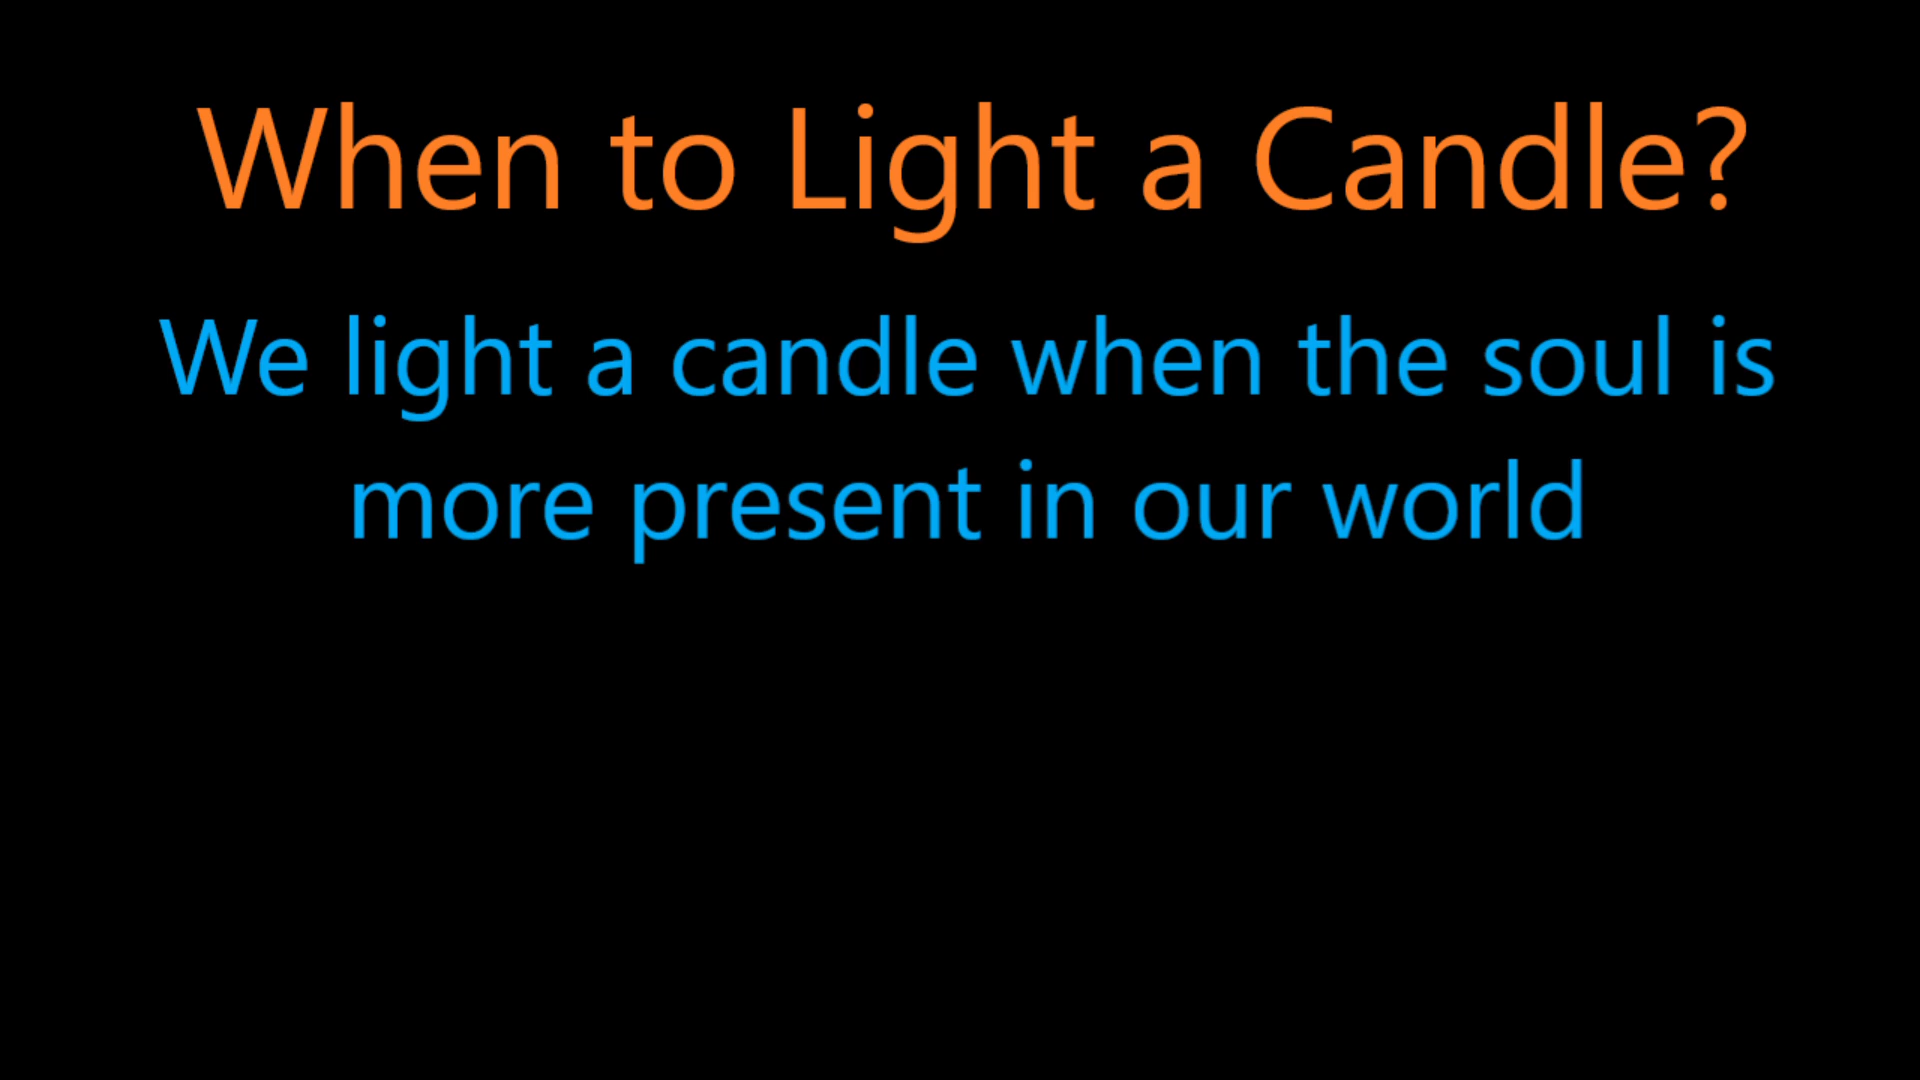 When to Light a Candle?
We light a candle when the soul is
more present in our world